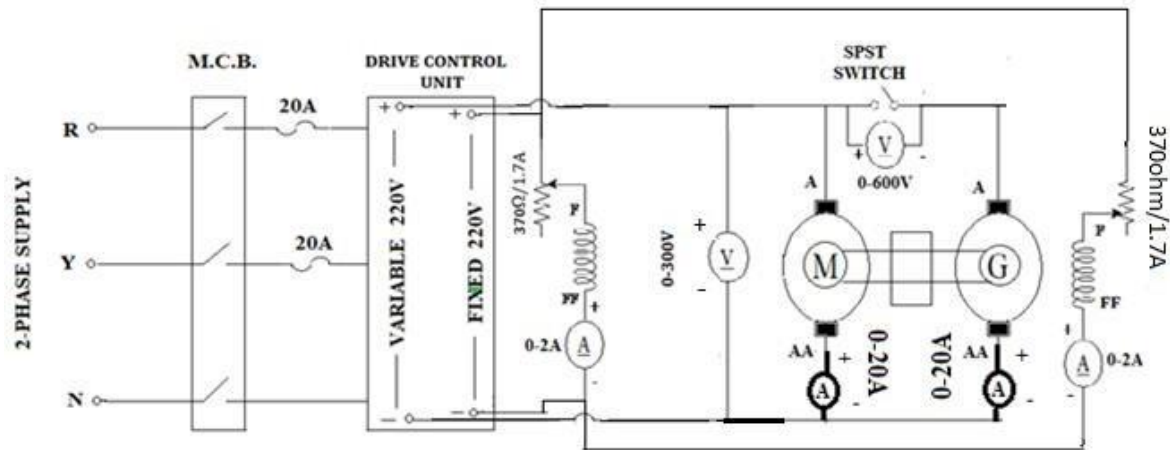 M.C.B.
DRIVE CONTROL
UNIT
SPST
SWITCH
2-PHASE SUPPLY
R
Y
N
20A
20A
+
VARIABLE 220V
−
+
FIXED 220V
−
370Ω/1.7A
F
FF
+
0-2A
A
-
+
0-300V
V
-
+
V
-
0-600V
A
M
AA
+
0-20A
A
-
A
G
AA
+
0-20A
A
-
370ohm/1.7A
F
FF
+
A
0-2A
-